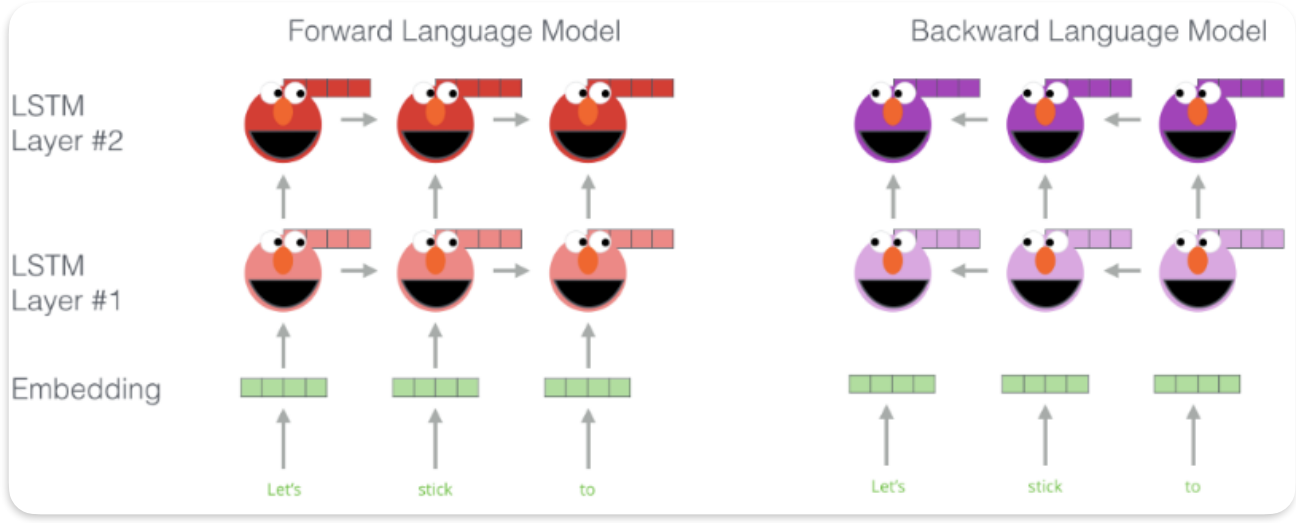 Forward Language Model
Backward Language Model
LSTM
Layer #2
LSTM
Layer #1
Embedding
Let's
stick
to
Let's
stick
to